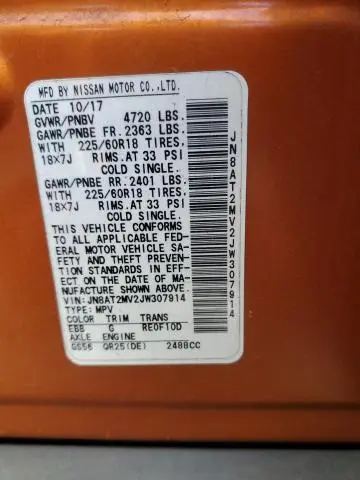 MFD BY NISSAN MOTOR CO.,LTD.
DATE 10/17
GVWR/PNBV 4720 LBS.
GAWR/PNBE FR. 2363 LBS.
WITH 225/60R18 TIRES,
18X7J RIMS.AT 33 PSI
COLD SINGLE.
GAWR/PNBE RR. 2401 LBS.
WITH 225/60R18 TIRES,
18X7J RIMS.AT 33 PSI
COLD SINGLE.
THIS VEHICLE CONFORMS
TO ALL APPLICABLE FED-
ERAL MOTOR VEHICLE SA-
FETY AND THEFT PREVEN-
TION STANDARDS IN EFF-
ECT ON THE DATE OF MA-
NUFACTURE SHOWN ABOVE.
VIN: JN8AT2MV2JW307914
TYPE: MPV
COLOR TRIM TRANS
EBB G RE0F10D
AXLE ENGINE
GS56 QR25(DE) 2488CC
JN8AT2MV2JW307914